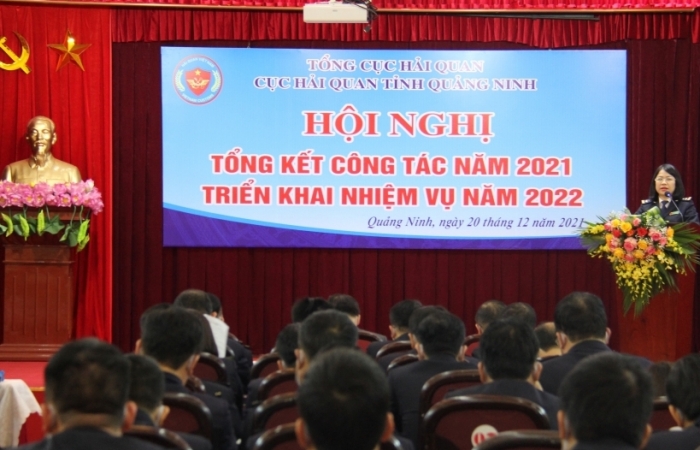 TỔNG CỤC HẢI QUAN
CỤC HẢI QUAN TỈNH QUẢNG NINH
HỘI NGHỊ
TỔNG KẾT CÔNG TÁC NĂM 2021
TRIỂN KHAI NHIỆM VỤ NĂM 2022
Quảng Ninh, ngày 20 tháng 12 năm 2021